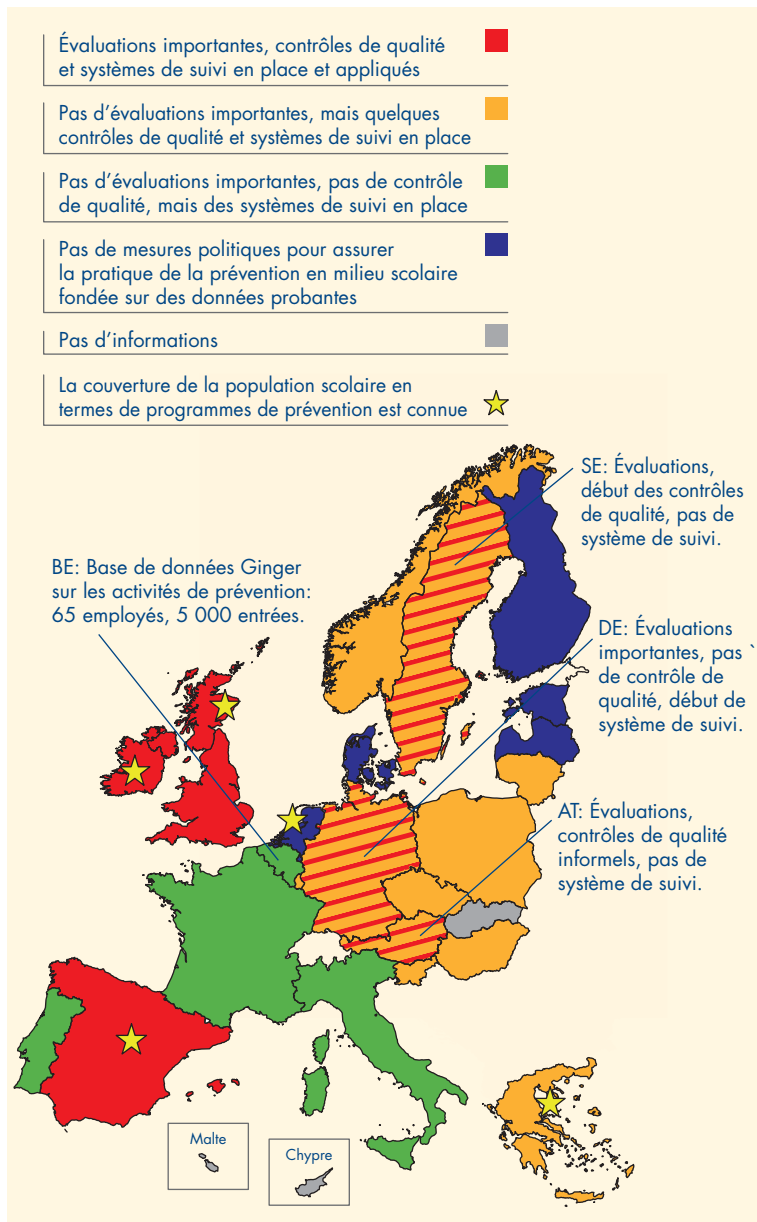 Évaluations importantes, contrôles de qualité
et systèmes de suivi en place et appliqués
Pas d’évaluations importantes, mais quelques
contrôles de qualité et systèmes de suivi en place
Pas d’évaluations importantes, pas de contrôle
de qualité, mais des systèmes de suivi en place
Pas de mesures politiques pour assurer
la pratique de la prévention en milieu scolaire
fondée sur des données probantes
Pas d’informations
La couverture de la population scolaire en
termes de programmes de prévention est connue
SE: Évaluations,
début des contrôles
de qualité, pas de
système de suivi.
BE: Base de données Ginger
sur les activités de prévention:
65 employés, 5 000 entrées.
DE: Évaluations
importantes, pas `
de contrôle de
qualité, début de
système de suivi.
AT: Évaluations,
contrôles de qualité
informels, pas de
système de suivi.
Malte
Chypre